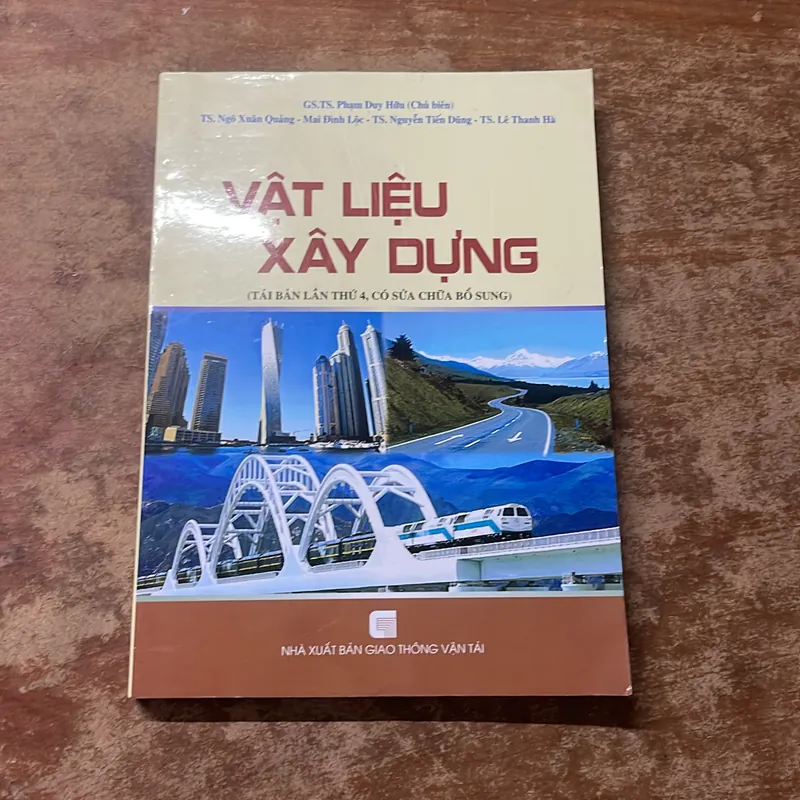 GS.TS. Phạm Duy Hữu (Chủ biên)
TS. Ngô Xuân Quảng - Mai Đình Lộc - TS. Nguyễn Tiến Dũng - TS. Lê Thanh Hà
VẬT LIỆU
XÂY DỰNG
(TÁI BẢN LẦN THỨ 4, CÓ SỬA CHỮA BỔ SUNG)
NHÀ XUẤT BẢN GIAO THÔNG VẬN TẢI